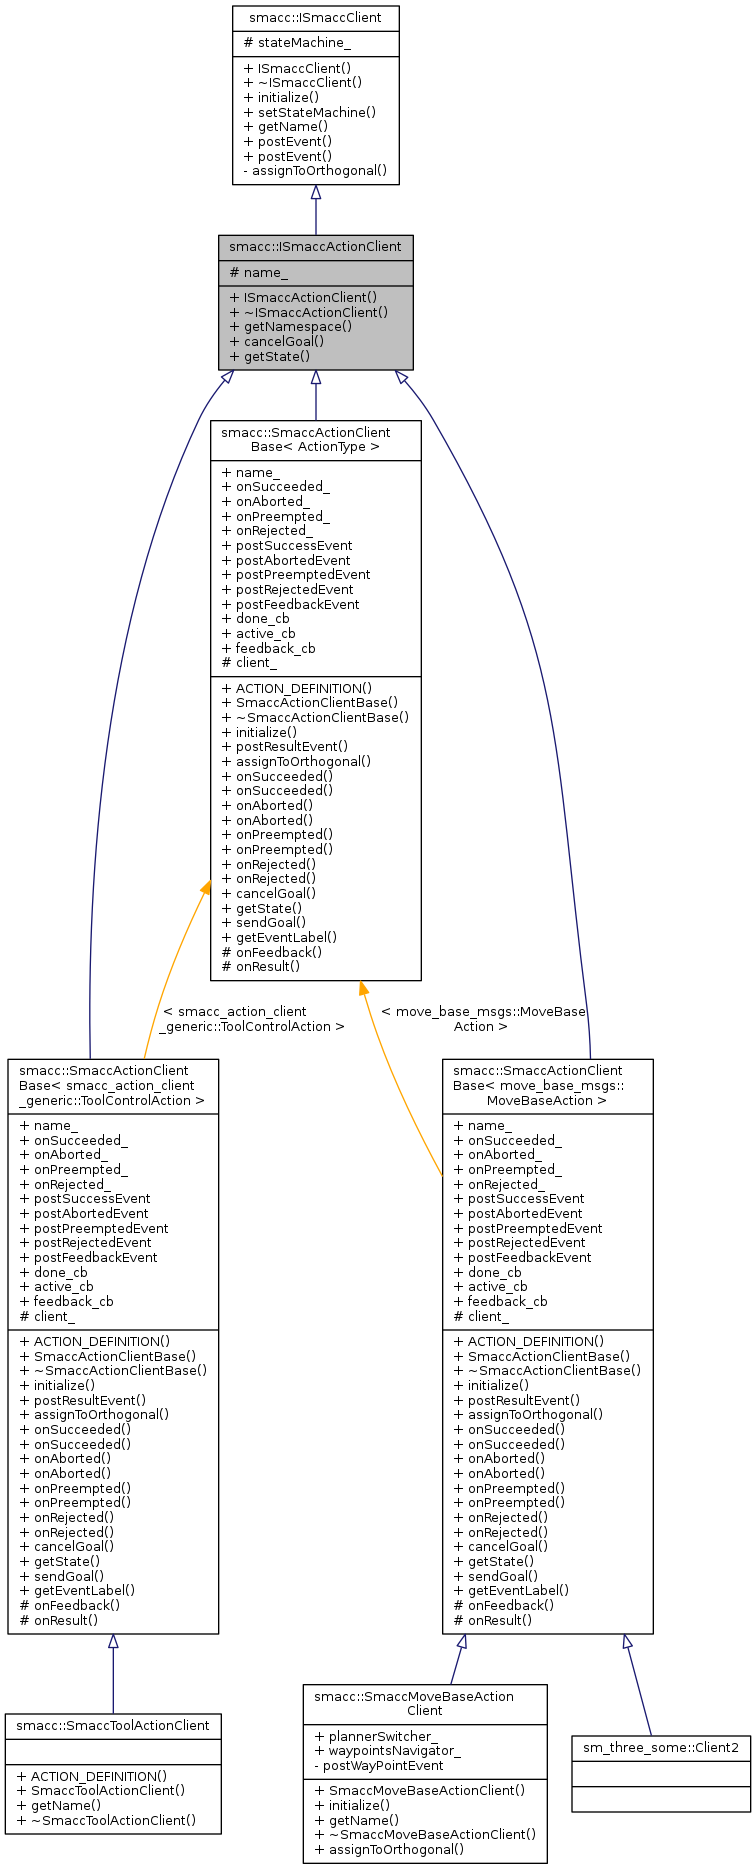 smacc::ISmaccClient
# stateMachine_
+ ISmaccClient()
+ ~ISmaccClient()
+ initialize()
+ setStateMachine()
+ getName()
+ postEvent()
+ postEvent()
- assignToOrthogonal()
smacc::ISmaccActionClient
# name_
+ ISmaccActionClient()
+ ~ISmaccActionClient()
+ getNamespace()
+ cancelGoal()
+ getState()
smacc::SmaccActionClient
Base< ActionType >
+ name_
+ onSucceeded_
+ onAborted_
+ onPreempted_
+ onRejected_
+ postSuccessEvent
+ postAbortedEvent
+ postPreemptedEvent
+ postRejectedEvent
+ postFeedbackEvent
+ done_cb
+ active_cb
+ feedback_cb
# client_
+ ACTION_DEFINITION()
+ SmaccActionClientBase()
+ ~SmaccActionClientBase()
+ initialize()
+ postResultEvent()
+ assignToOrthogonal()
+ onSucceeded()
+ onSucceeded()
+ onAborted()
+ onAborted()
+ onPreempted()
+ onPreempted()
+ onRejected()
+ onRejected()
+ cancelGoal()
+ getState()
+ sendGoal()
+ getEventLabel()
# onFeedback()
# onResult()
< smacc_action_client
_generic::ToolControlAction >
< move_base_msgs::MoveBase
Action >
smacc::SmaccActionClient
Base< smacc_action_client
_generic::ToolControlAction >
+ name_
+ onSucceeded_
+ onAborted_
+ onPreempted_
+ onRejected_
+ postSuccessEvent
+ postAbortedEvent
+ postPreemptedEvent
+ postRejectedEvent
+ postFeedbackEvent
+ done_cb
+ active_cb
+ feedback_cb
# client_
+ ACTION_DEFINITION()
+ SmaccActionClientBase()
+ ~SmaccActionClientBase()
+ initialize()
+ postResultEvent()
+ assignToOrthogonal()
+ onSucceeded()
+ onSucceeded()
+ onAborted()
+ onAborted()
+ onPreempted()
+ onPreempted()
+ onRejected()
+ onRejected()
+ cancelGoal()
+ getState()
+ sendGoal()
+ getEventLabel()
# onFeedback()
# onResult()
smacc::SmaccActionClient
Base< move_base_msgs::
MoveBaseAction >
+ name_
+ onSucceeded_
+ onAborted_
+ onPreempted_
+ onRejected_
+ postSuccessEvent
+ postAbortedEvent
+ postPreemptedEvent
+ postRejectedEvent
+ postFeedbackEvent
+ done_cb
+ active_cb
+ feedback_cb
# client_
+ ACTION_DEFINITION()
+ SmaccActionClientBase()
+ ~SmaccActionClientBase()
+ initialize()
+ postResultEvent()
+ assignToOrthogonal()
+ onSucceeded()
+ onSucceeded()
+ onAborted()
+ onAborted()
+ onPreempted()
+ onPreempted()
+ onRejected()
+ onRejected()
+ cancelGoal()
+ getState()
+ sendGoal()
+ getEventLabel()
# onFeedback()
# onResult()
smacc::SmaccToolActionClient
+ ACTION_DEFINITION()
+ SmaccToolActionClient()
+ getName()
+ ~SmaccToolActionClient()
smacc::SmaccMoveBaseAction
Client
+ plannerSwitcher_
+ waypointsNavigator_
- postWayPointEvent
+ SmaccMoveBaseActionClient()
+ initialize()
+ getName()
+ ~SmaccMoveBaseActionClient()
+ assignToOrthogonal()
sm_three_some::Client2